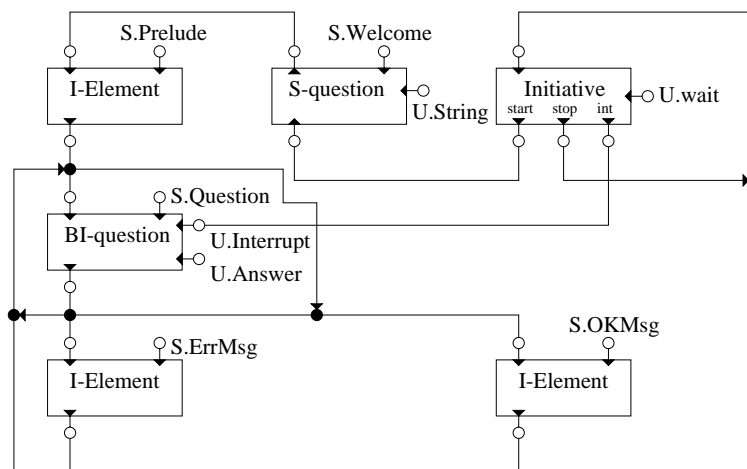 S.Prelude
S.Welcome
I-Element
S-question
Initiative
start stop int
U.wait
U.String
S.Question
BI-question
U.Interrupt
U.Answer
S.ErrMsg
S.OKMsg
I-Element
I-Element